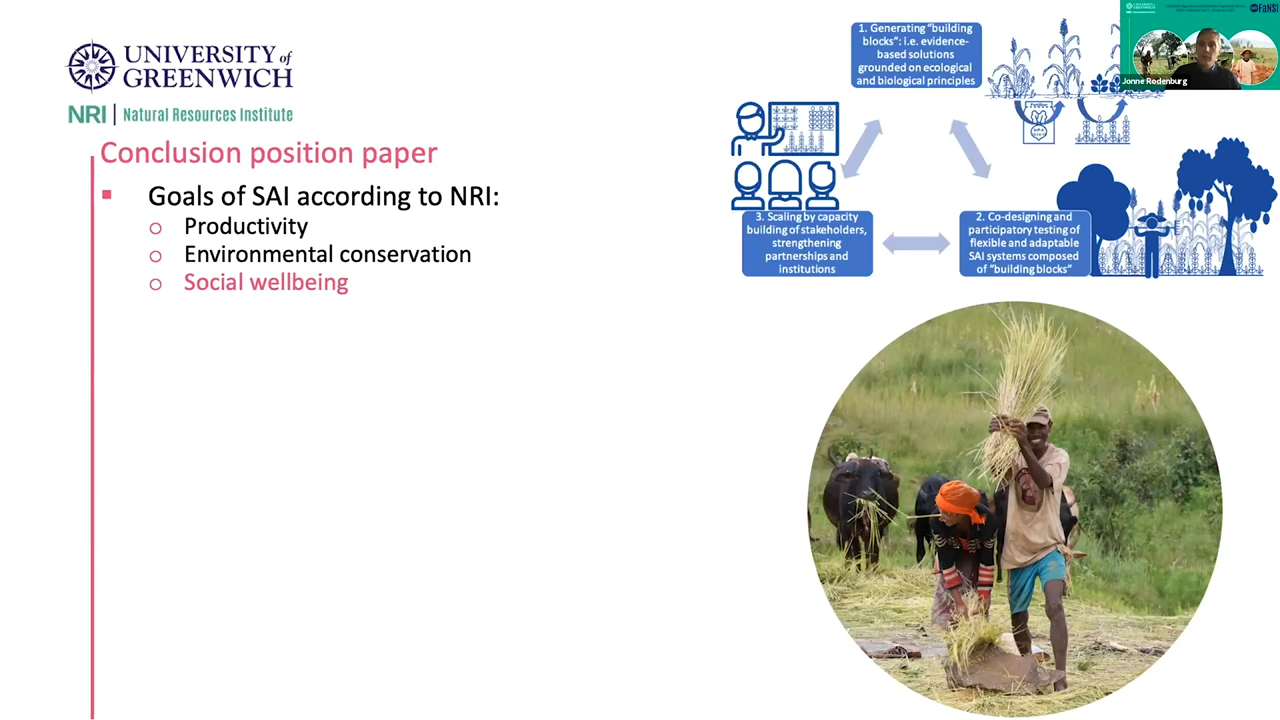 UNIVERSITY of
GREENWICH
NRI | Natural Resources Institute
Conclusion position paper
Goals of SAI according to NRI:
Productivity
Environmental conservation
Social wellbeing
1. Generating “building
blocks”: i.e. evidence-
based solutions
grounded on ecological
and biological principles
3. Scaling by capacity
building of stakeholders,
strengthening
partnerships and
institutions
2. Co-designing and
participatory testing of
flexible and adaptable
SAI systems composed
of “building blocks”
FaNSI
Jonne Rodenburg